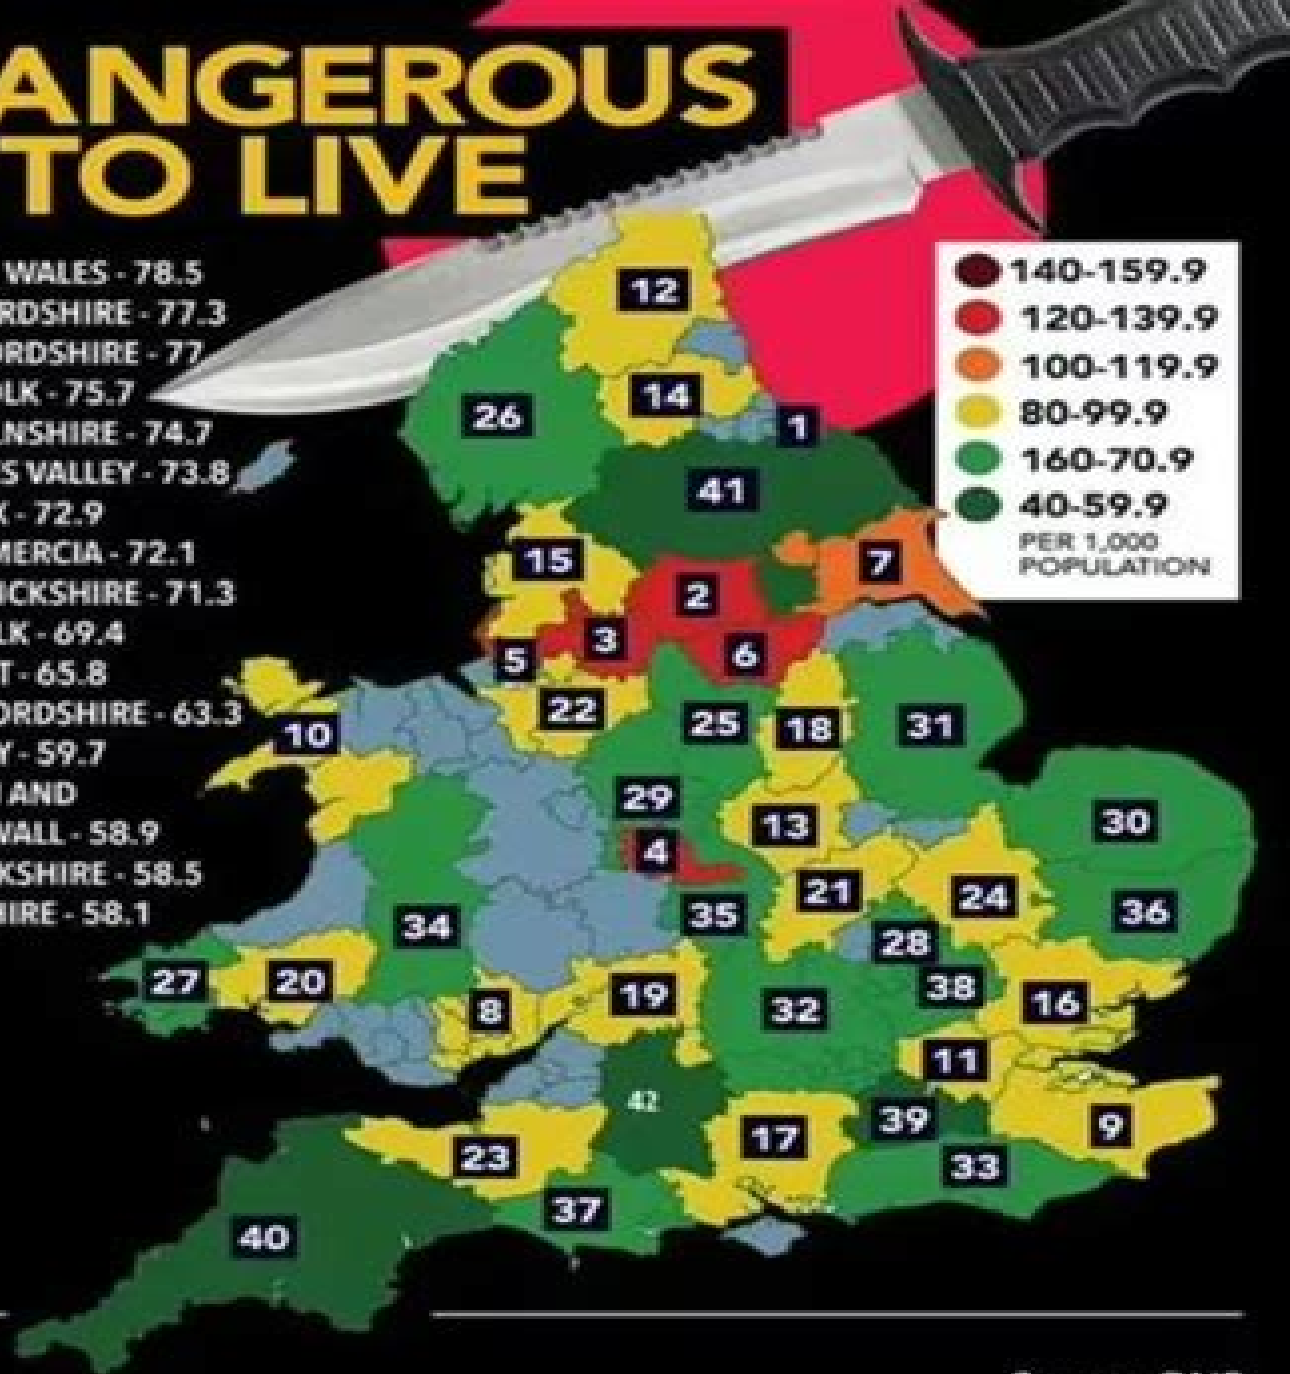 ANGEROUS
TO LIVE
WALES - 78.5
RDSHIRE - 77.3
ORDSHIRE - 77
LK - 75.7
NSHIRE - 74.7
S VALLEY - 73.8
K - 72.9
MERCIA - 72.1
ICKSHIRE - 71.3
LK - 69.4
T - 65.8
ORDSHIRE - 63.3
Y - 59.7
AND
WALL - 58.9
KSHIRE - 58.5
HIRE - 58.1
140-159.9
120-139.9
100-119.9
80-99.9
160-70.9
40-59.9
PER 1,000
POPULATION
12
26
14
1
41
15
7
2
3
5
6
22
10
25
18
31
29
13
30
4
21
24
35
36
34
28
27
20
8
19
38
32
16
11
42
39
9
17
23
33
37
40